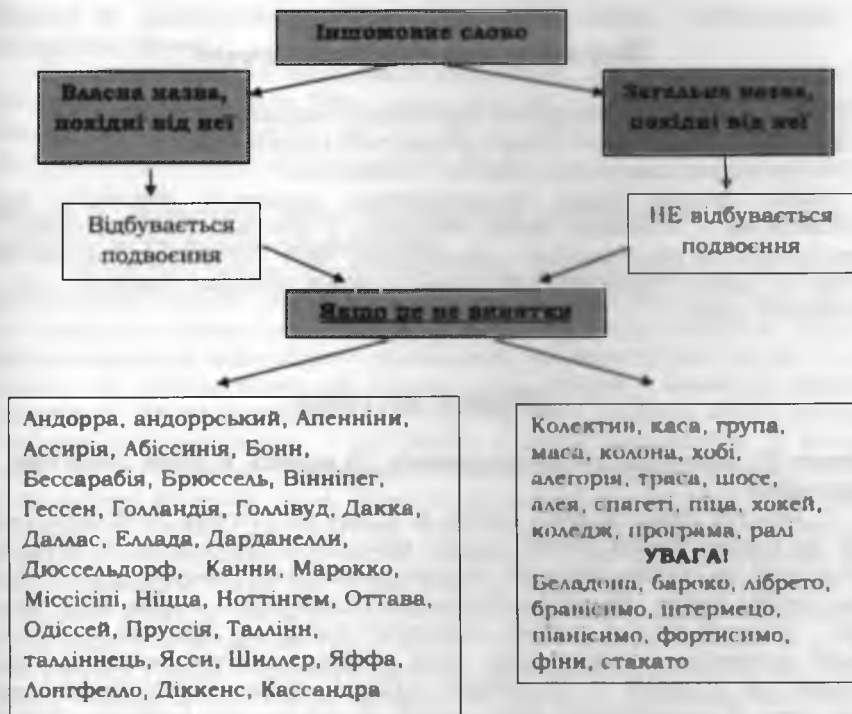 Іншомовне слово
Власна назва,
похідні від неї
Загальна назва,
похідні від неї
Відбувається
подвоєння
НЕ відбувається
подвоєння
Якщо це не винятки
Андорра, андоррський, Апенніни,
Ассирія, Абіссинія, Бонн,
Бессарабія, Брюссель, Вінніпег,
Гессен, Голландія, Голлівуд, Дакка,
Даллас, Еллада, Дарданелли,
Дюссельдорф, Канни, Марокко,
Міссісіпі, Ніцца, Ноттінгем, Оттава,
Одіссей, Пруссія, Таллінн,
талліннець, Ясси, Шиллер, Яффа,
Лонгфелло, Діккенс, Кассандра
Колектив, каса, група,
маса, колона, хобі,
алегорія, траса, шосе,
алея, спагеті, піца, хокей,
коледж, програма, ралі
УВАГА!
Беладона, бароко, лібрето,
бравісимо, інтермецо,
піанісимо, фортисимо,
фіни, стакато